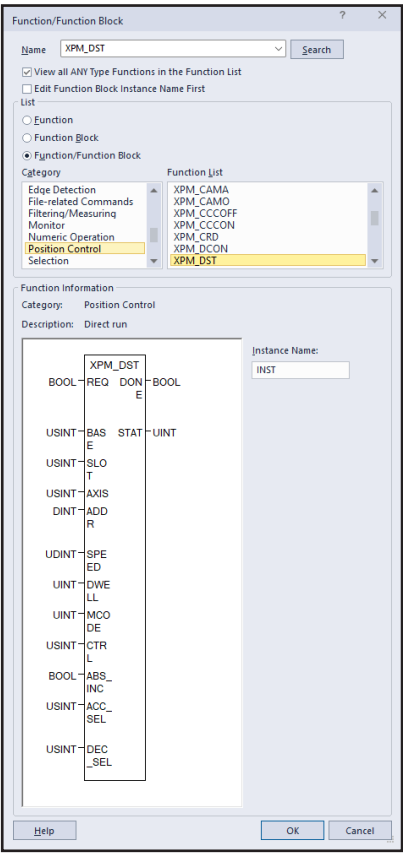 Function/Function Block ? ×
Name XPM_DST Search
View all ANY Type Functions in the Function List
Edit Function Block Instance Name First
List
Function
Function Block
Function/Function Block
Category Function List
Edge Detection XPM_CAMA
File-related Commands XPM_CAMO
Filtering/Measuring XPM_CCCOFF
Monitor XPM_CCCON
Numeric Operation XPM_CRD
Position Control XPM_DCON
Selection XPM_DST
Function Information
Category: Position Control
Description: Direct run
Instance Name:
INST
XPM_DST
BOOL REQ DON BOOL
E
USINT BAS STAT UINT
E
USINT SLO
T
USINT AXIS
DINT ADD
R
UDINT SPE
ED
UINT DWE
LL
UINT MCO
DE
USINT CTR
L
BOOL ABS_
INC
USINT ACC_
SEL
USINT DEC
_SEL
Help OK Cancel